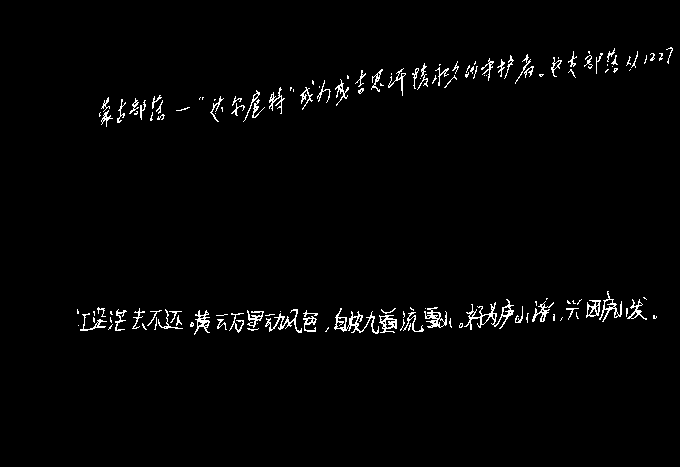 蒙古部落一“达尔扈特”成为成吉思汗陵永久的守护者。这支部落从1227
江茫茫去不还。黄云万里动风色，白波九道流雪山。好为庐山谣，兴因庐山发。